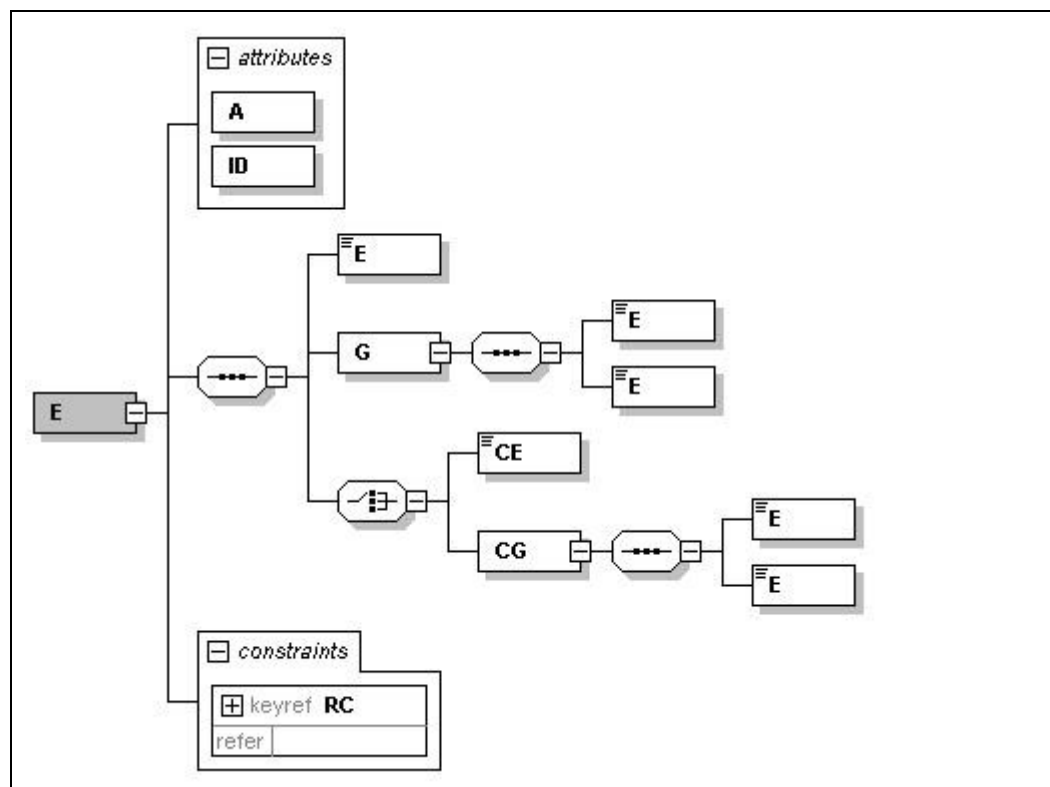 attributes
A
ID
E
G
E
E
E
CE
CG
E
E
constraints
keyref RC
refer